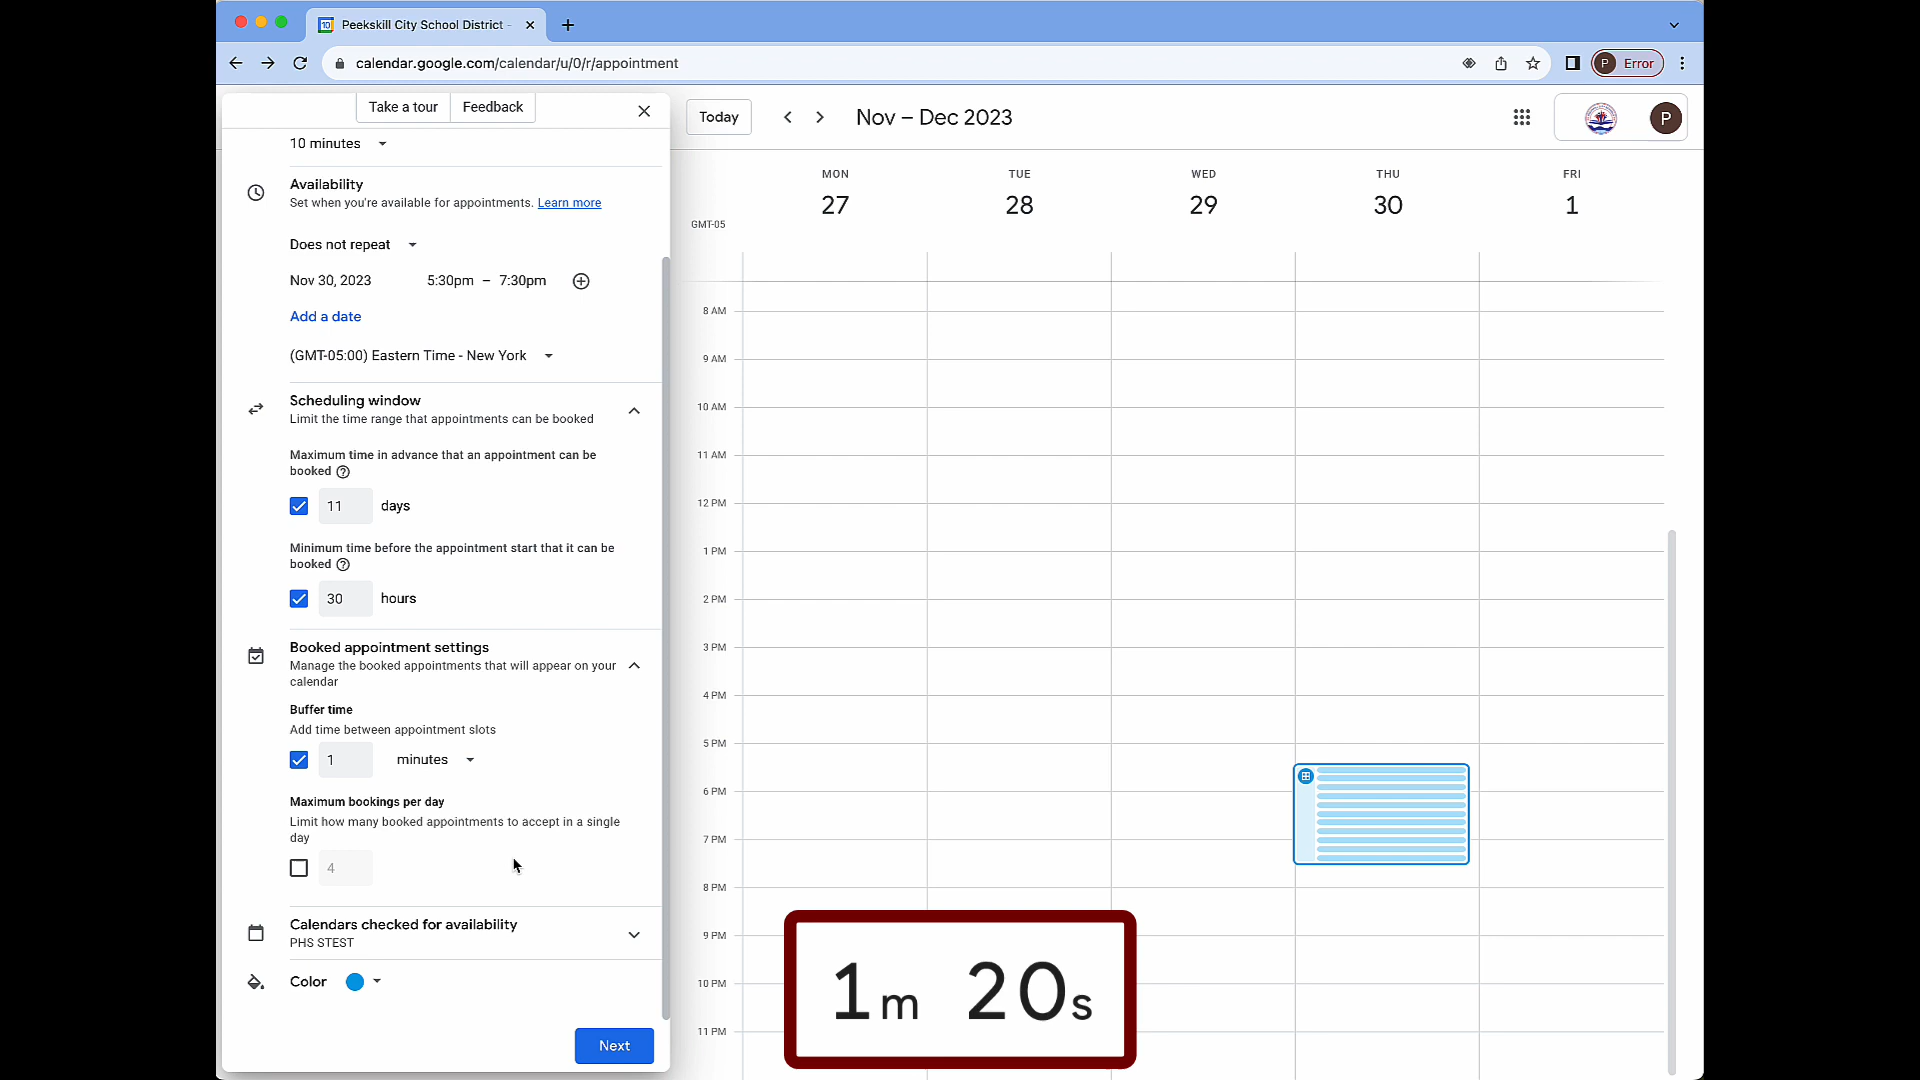 Peekskill City School District -
calendar.google.com/calendar/u/0/r/appointment
P Error
Take a tour
Feedback
Today
Nov – Dec 2023
P
10 minutes
Availability
Set when you're available for appointments. Learn more
Does not repeat
Nov 30, 2023 5:30pm – 7:30pm
Add a date
(GMT-05:00) Eastern Time - New York
Scheduling window
Limit the time range that appointments can be booked
Maximum time in advance that an appointment can be
booked
11 days
Minimum time before the appointment start that it can be
booked
30 hours
Booked appointment settings
Manage the booked appointments that will appear on your
calendar
Buffer time
Add time between appointment slots
1 minutes
Maximum bookings per day
Limit how many booked appointments to accept in a single
day
4
Calendars checked for availability
PHS STEST
Color
Next
MON TUE WED THU FRI
27 28 29 30 1
GMT-05
8 AM
9 AM
10 AM
11 AM
12 PM
1 PM
2 PM
3 PM
4 PM
5 PM
6 PM
7 PM
8 PM
9 PM
10 PM
11 PM
1m 20s